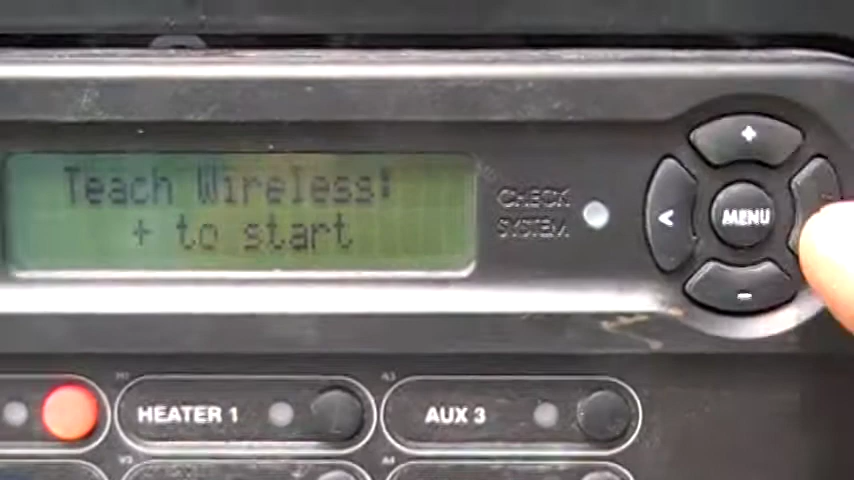 Teach Wireless:
+ to start
CHECK
SYSTEM
+
<
MENU
-
HEATER 1
AUX 3